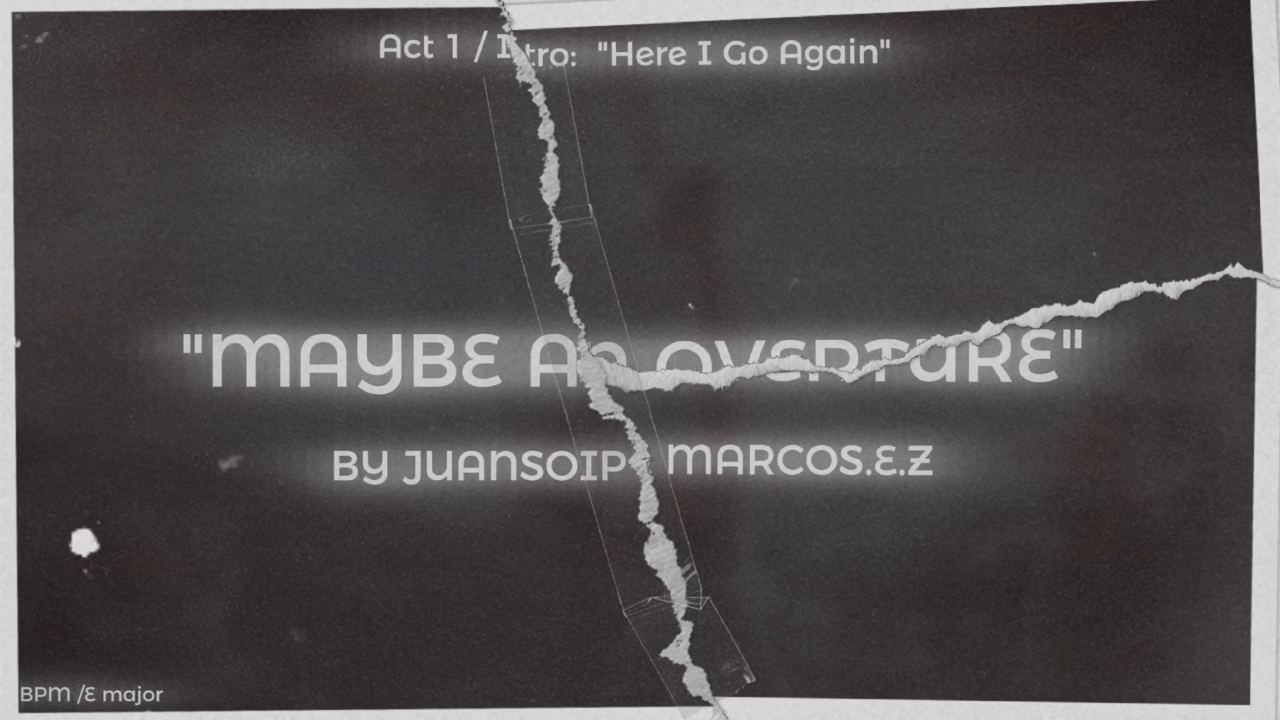 Act 1 / Intro: "Here I Go Again"
"MAYBE AN OVERTURE"
BY JUANSOIP MARCOS.E.Z
BPM /E major